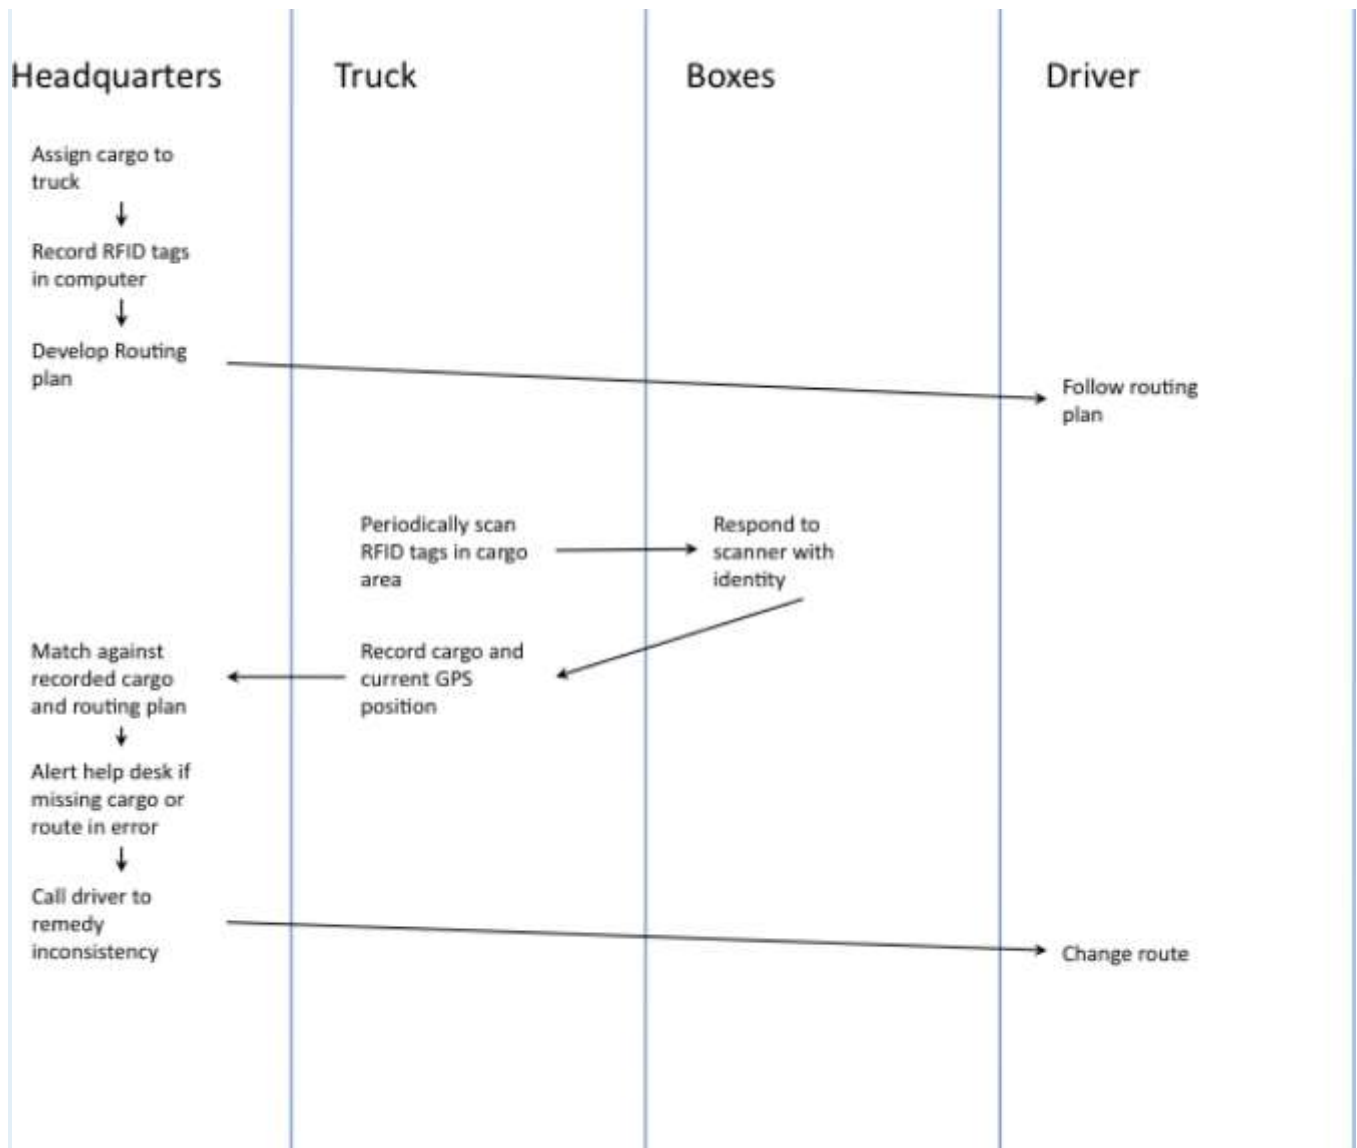 Headquarters
Truck
Boxes
Driver
Assign cargo to
truck
Record RFID tags
in computer
Develop Routing
plan
Follow routing
plan
Periodically scan
RFID tags in cargo
area
Respond to
scanner with
identity
Match against
recorded cargo
and routing plan
Record cargo and
current GPS
position
Alert help desk if
missing cargo or
route in error
Call driver to
remedy
inconsistency
Change route